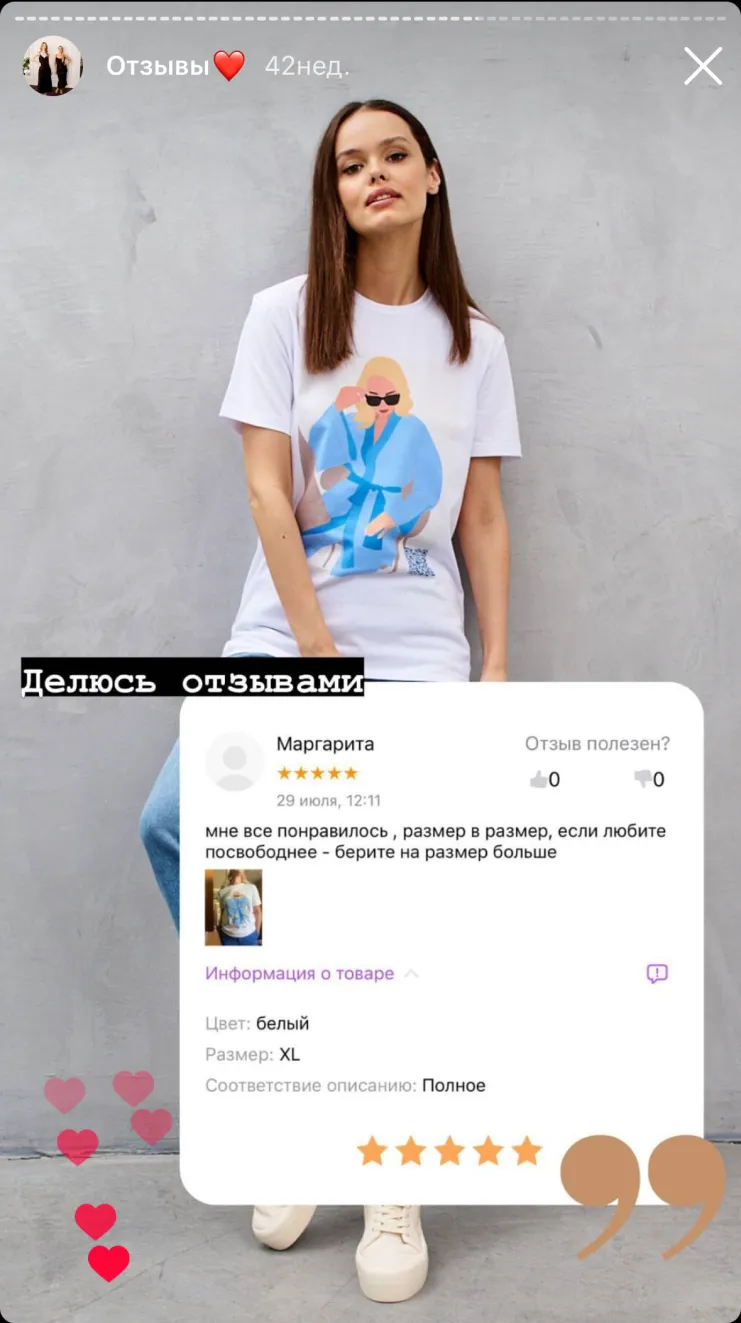 Отзывы❤️ 42нед.
Делюсь отзывами
Маргарита
Отзыв полезен?
29 июля, 12:11
0
0
мне все понравилось , размер в размер, если любите
посвободнее - берите на размер больше
Информация о товаре
Цвет: белый
Размер: XL
Соответствие описанию: Полное